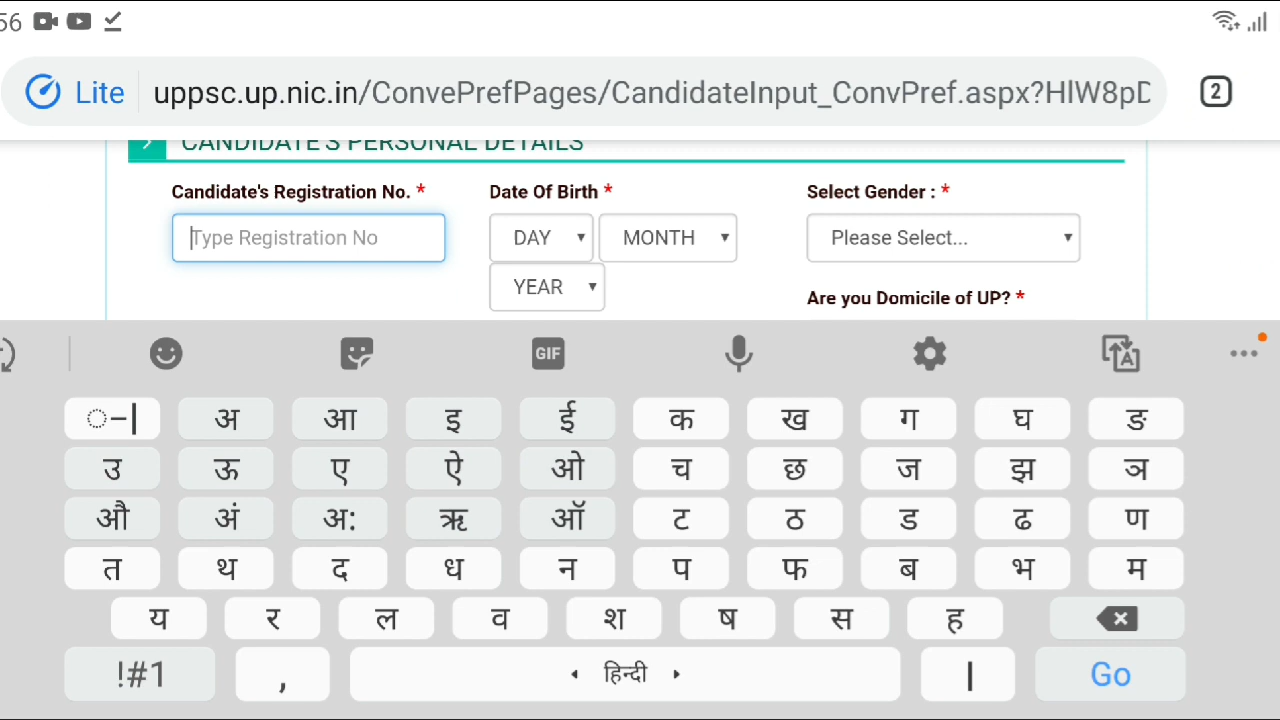 56
Lite uppsc.up.nic.in/ConvePrefPages/CandidateInput_ConvPref.aspx?HlW8pD 2
CANDIDATE'S PERSONAL DETAILS
Candidate's Registration No. * Date Of Birth * Select Gender : *
Type Registration No DAY MONTH Please Select...
YEAR
Are you Domicile of UP? *
GIF A
अ आ इ ई क ख ग घ ङ
उ ऊ ए ऐ ओ च छ ज झ ञ
औ अं अः ऋ ऑ ट ठ ड ढ ण
त थ द ध न प फ ब भ म
य र ल व श ष स ह
!#1 , हिन्दी | Go